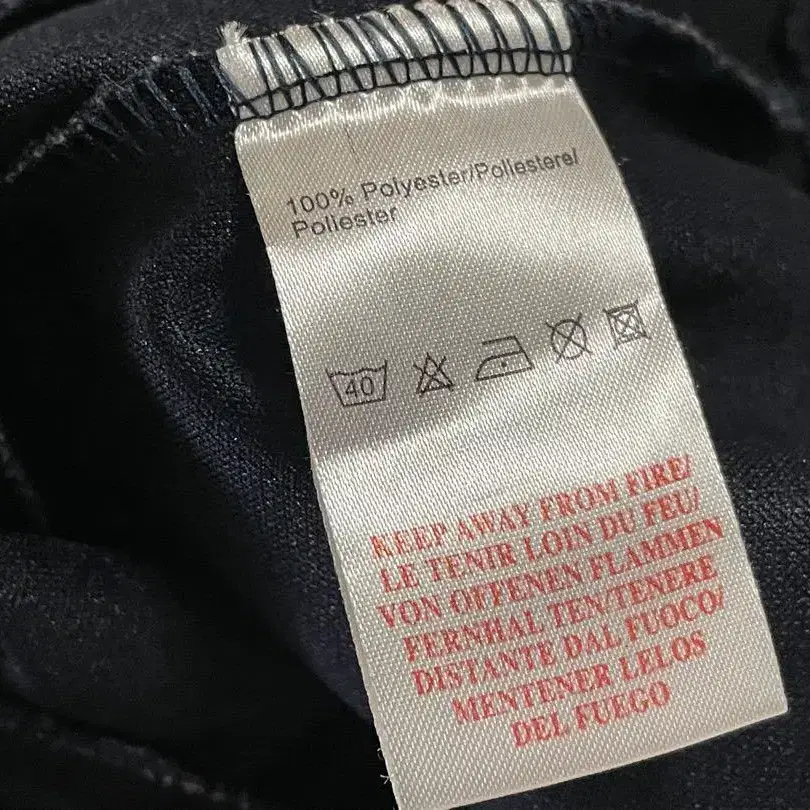 100% Polyester/Poliestere/
Poliester
40
KEEP AWAY FROM FIRE/
LE TENIR LOIN DU FEU/
VON OFFENEN FLAMMEN
FERNHAL TEN/TENERE
DISTANTE DAL FUOCO/
MENTENER LELOS
DEL FUEGO